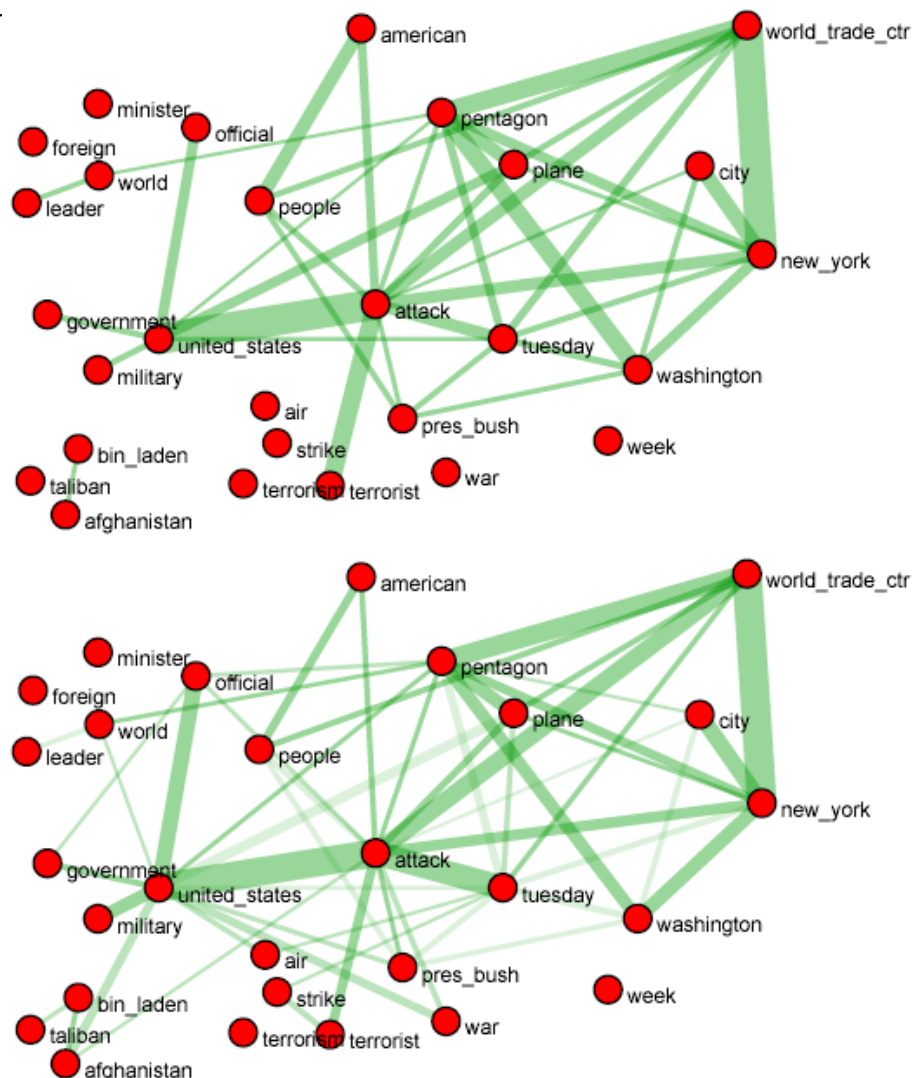 american
world_trade_ctr
minister
official
pentagon
foreign
plane
city
world
leader
people
new_york
attack
government
united_states
tuesday
military
washington
air
pres_bush
strike
week
bin_laden
war
taliban
terrorism
terrorist
afghanistan
american
world_trade_ctr
minister
official
pentagon
foreign
plane
city
world
leader
people
new_york
attack
government
united_states
tuesday
military
washington
air
pres_bush
strike
week
bin_laden
war
taliban
terrorism
terrorist
afghanistan